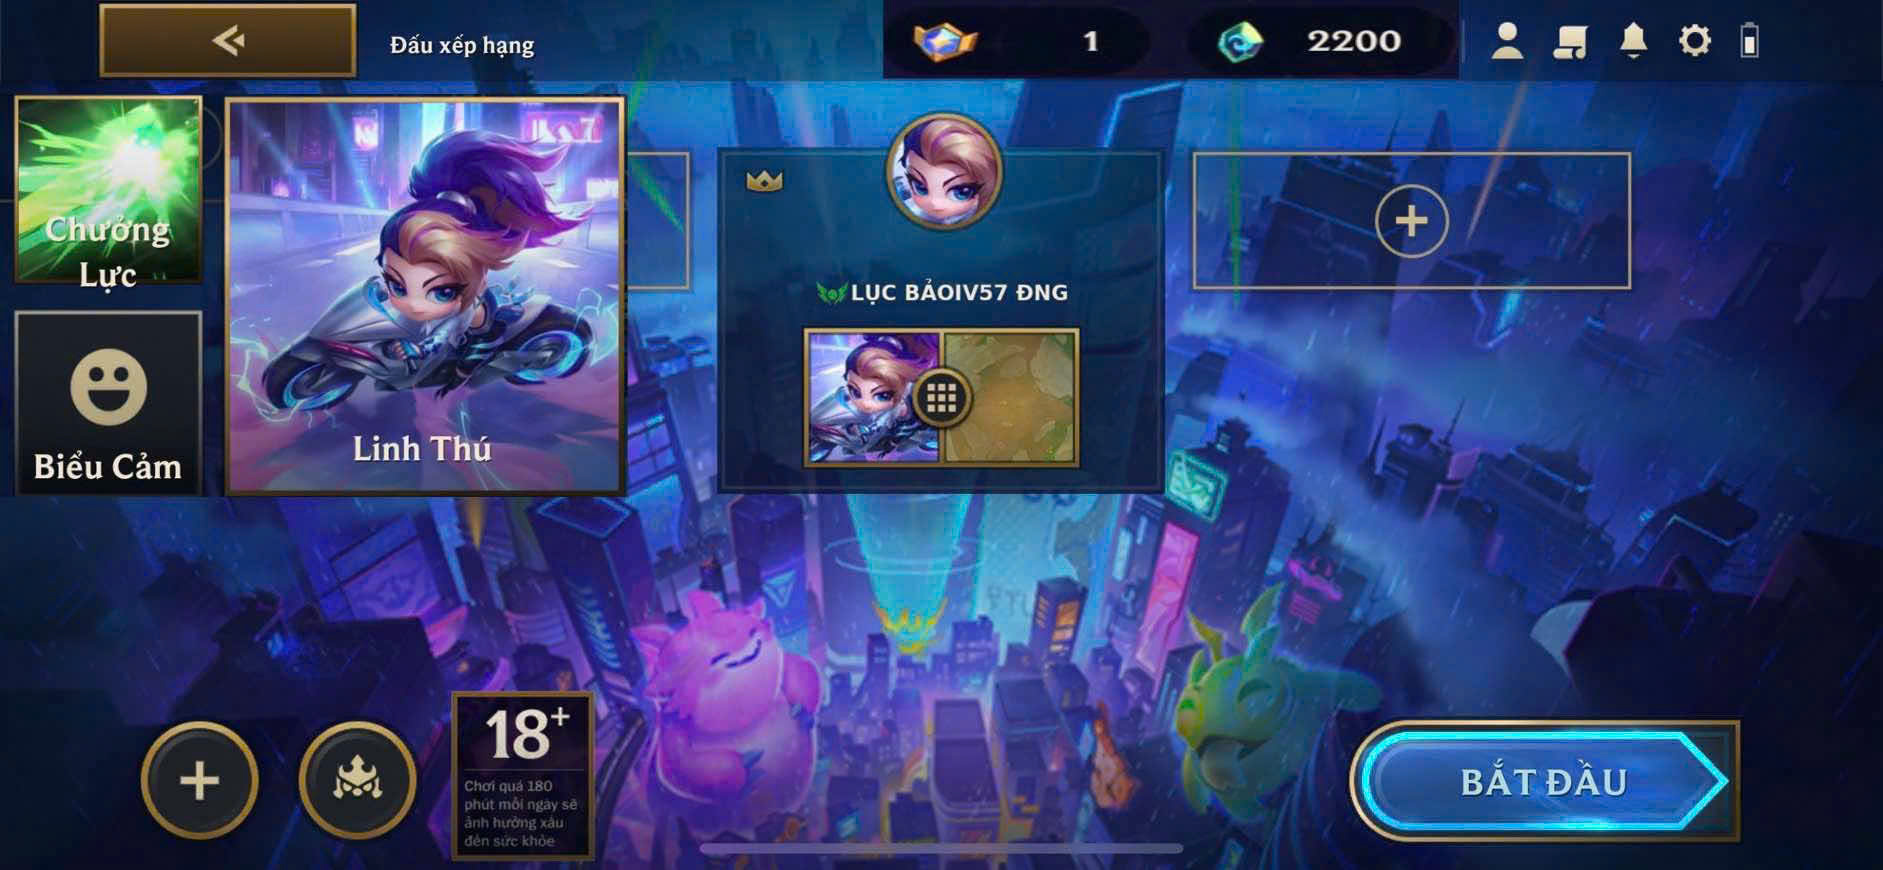 Đấu xếp hạng
1
2200
Chưởng
Lực
Biểu Cảm
Linh Thú
LỤC BẢOIV57 ĐNG
18+
Chơi quá 180
phút mỗi ngày sẽ
ảnh hưởng xấu
đến sức khỏe
BẮT ĐẦU